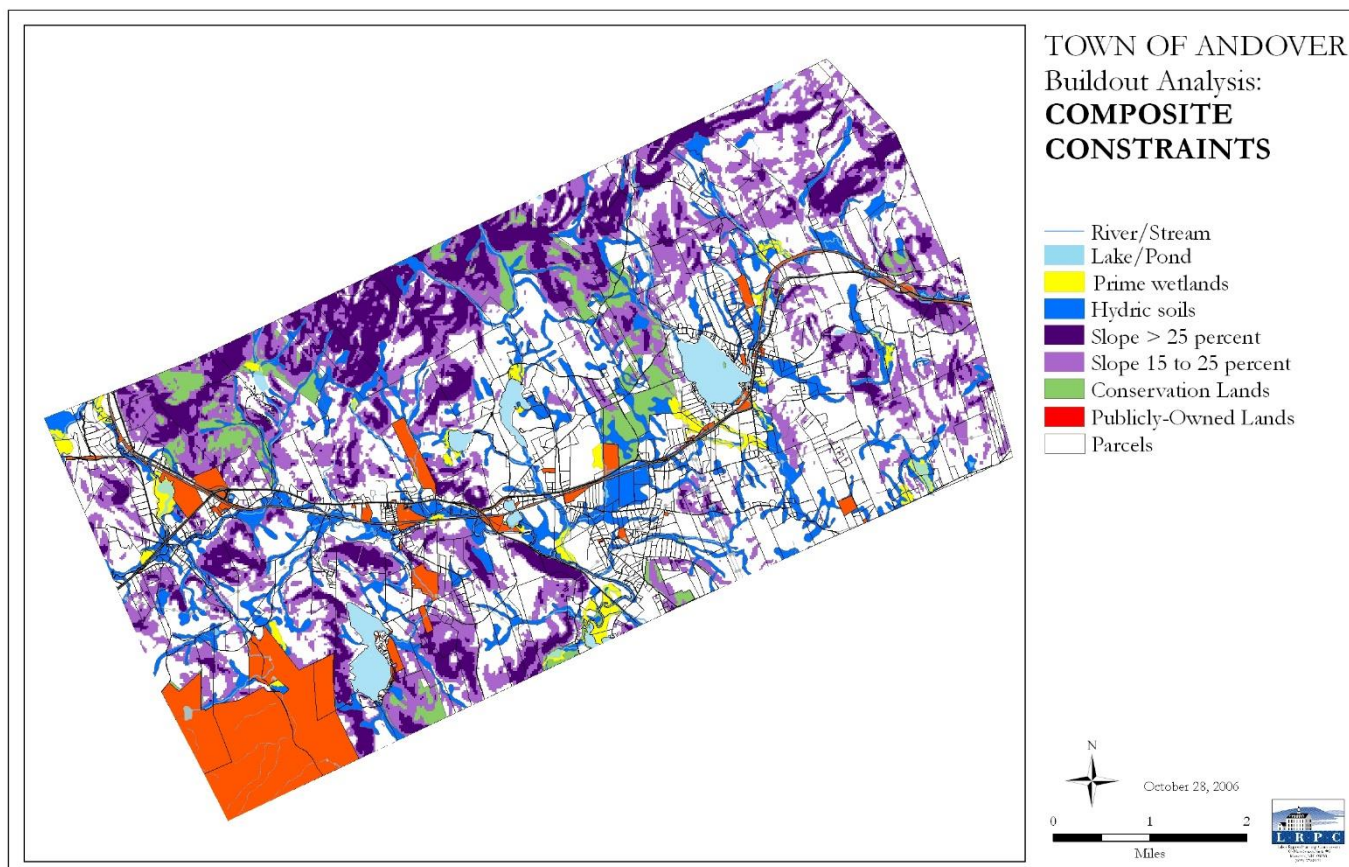 TOWN OF ANDOVER
Buildout Analysis:
COMPOSITE
CONSTRAINTS
River/Stream
Lake/Pond
Prime wetlands
Hydric soils
Slope > 25 percent
Slope 15 to 25 percent
Conservation Lands
Publicly-Owned Lands
Parcels
N
October 28, 2006
0 1 2
Miles
L·R·P·C